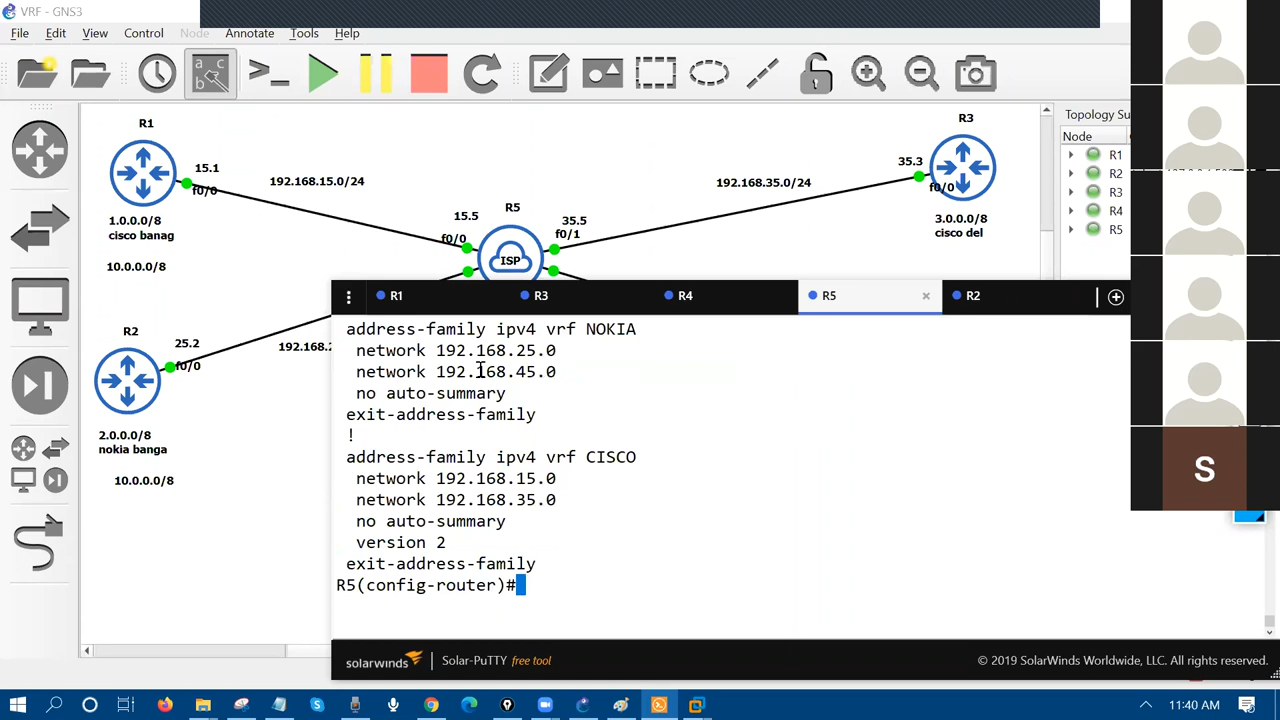 VRF - GNS3
File Edit View Control Node Annotate Tools Help
a c
b
R1
15.1
f0/0
192.168.15.0/24
1.0.0.0/8
cisco banag
10.0.0.0/8
R5
15.5
f0/0
35.5
f0/1
ISP
192.168.35.0/24
R3
35.3
f0/0
3.0.0.0/8
cisco del
R2
25.2
f0/0
192.168.2
2.0.0.0/8
nokia banga
10.0.0.0/8
Topology Su
Node
R1
R2
R3
R4
R5
R1 R3 R4 R5 × R2
address-family ipv4 vrf NOKIA
network 192.168.25.0
network 192.168.45.0
no auto-summary
exit-address-family
!
address-family ipv4 vrf CISCO
network 192.168.15.0
network 192.168.35.0
no auto-summary
version 2
exit-address-family
R5(config-router)#
solarwinds Solar-PuTTY free tool © 2019 SolarWinds Worldwide, LLC. All rights reserved.
S
11:40 AM